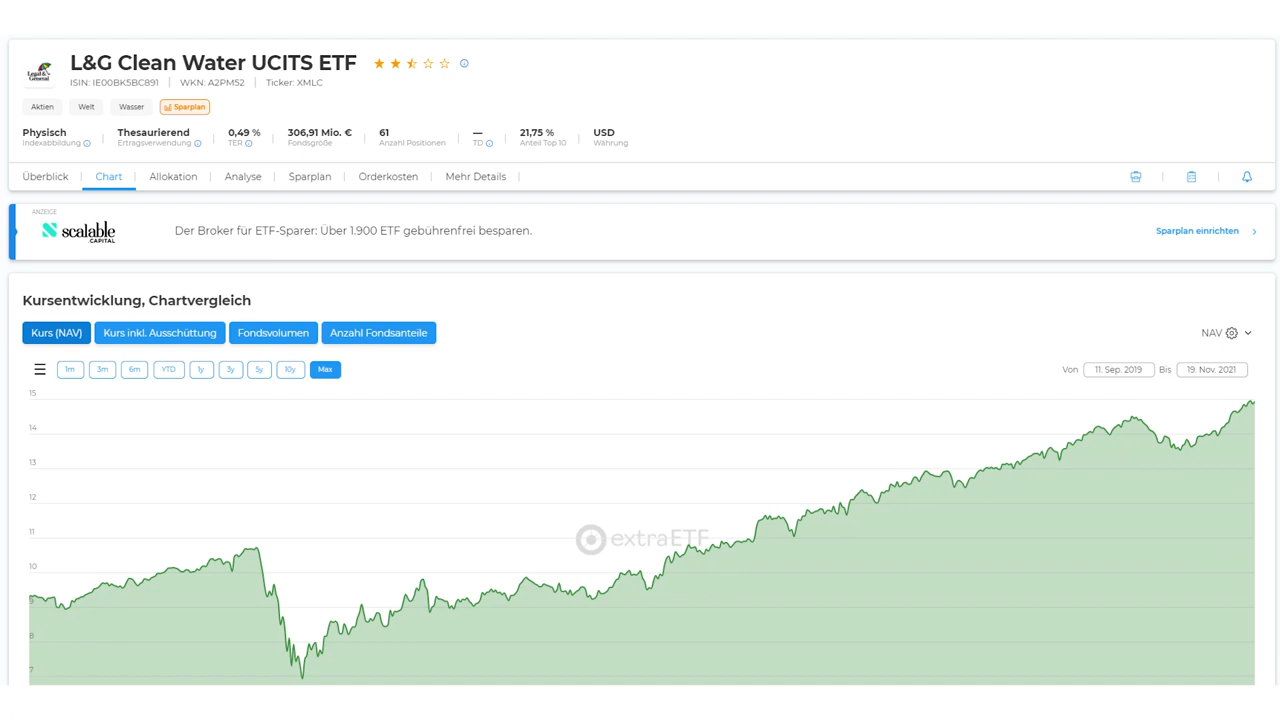 L&G Clean Water UCITS ETF
Legal & General
ISIN: IE00BK5BC891 | WKN: A2PM52 | Ticker: XMLC
Aktien Welt Wasser Sparplan
Physisch Thesaurierend 0,49 % 306,91 Mio. € 61 — 21,75 % USD
Indexabbildung Ertragsverwendung TER Fondsgröße Anzahl Positionen TD Anteil Top 10 Währung
Überblick Chart Allokation Analyse Sparplan Orderkosten Mehr Details
ANZEIGE
scalable CAPITAL
Der Broker für ETF-Sparer: Über 1.900 ETF gebührenfrei besparen.
Sparplan einrichten
Kursentwicklung, Chartvergleich
Kurs (NAV) Kurs inkl. Ausschüttung Fondsvolumen Anzahl Fondsanteile
NAV
1m 3m 6m YTD 1y 3y 5y 10y Max
Von 11. Sep. 2019 Bis 19. Nov. 2021
15
14
13
12
11
extraETF
10
9
8
7